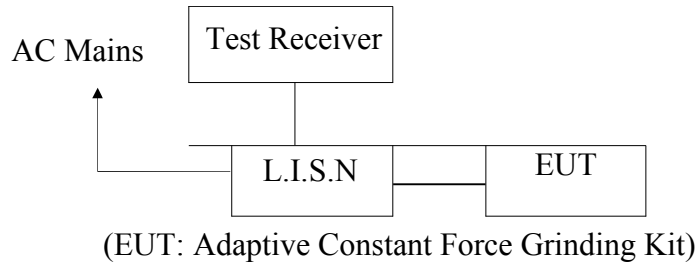 Test Receiver
AC Mains
L.I.S.N
EUT
(EUT: Adaptive Constant Force Grinding Kit)